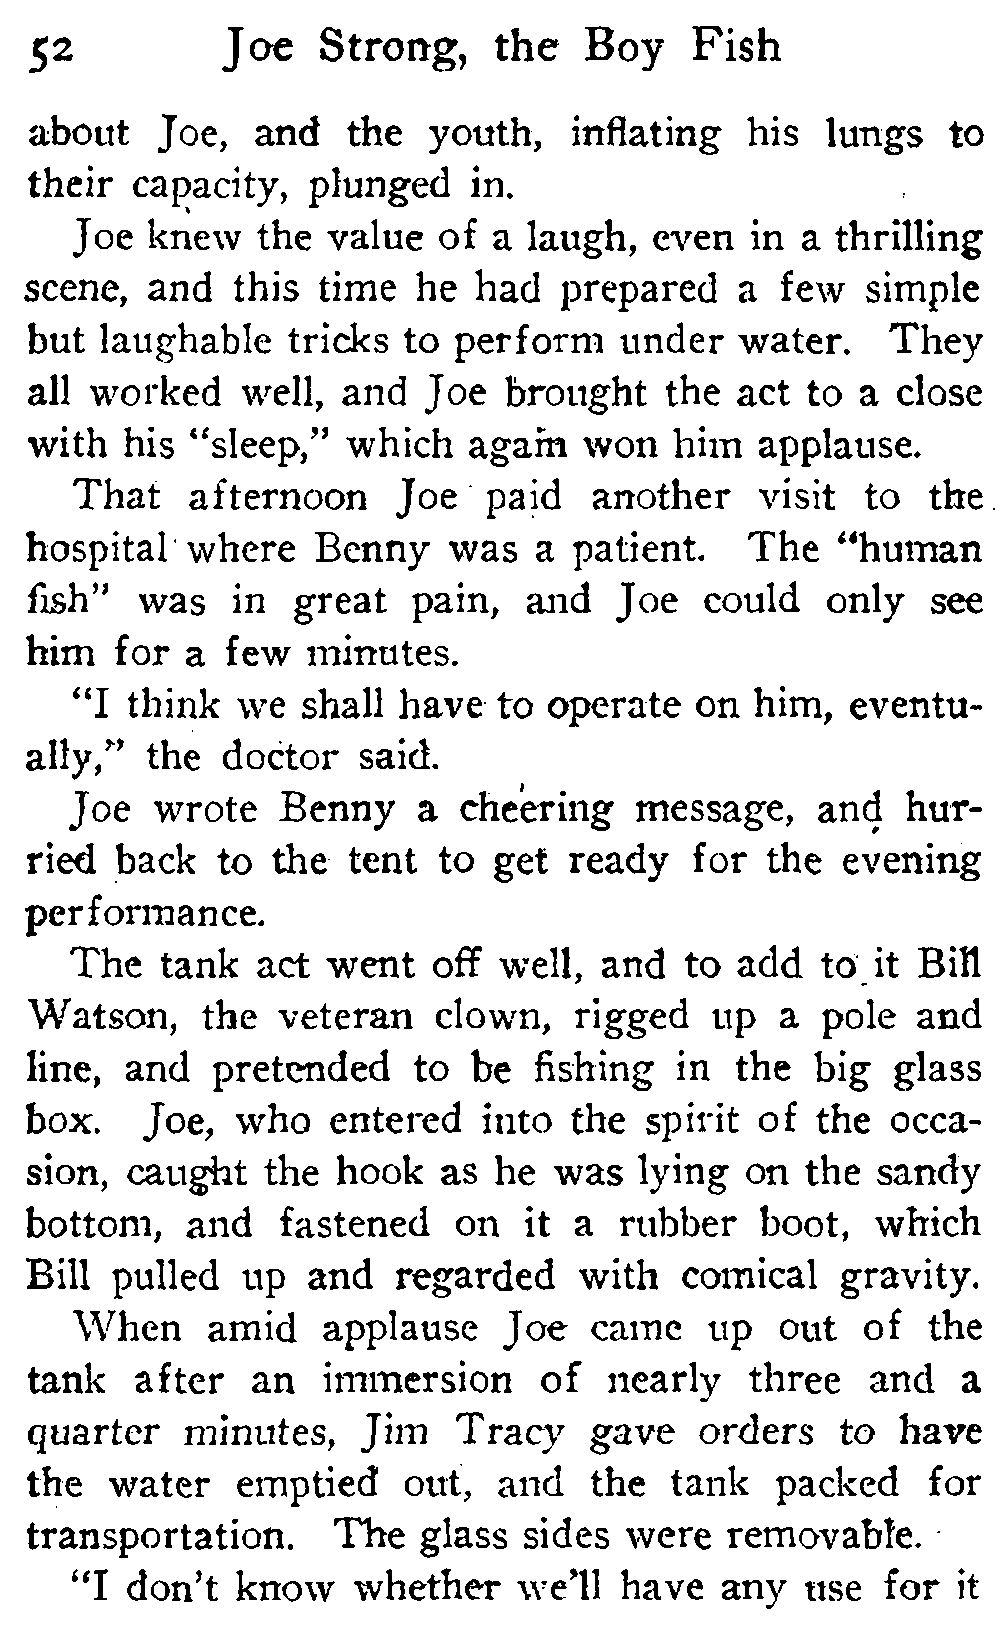 52 Joe Strong, the Boy Fish
about Joe, and the youth, inflating his lungs to
their capacity, plunged in.
Joe knew the value of a laugh, even in a thrilling
scene, and this time he had prepared a few simple
but laughable tricks to perform under water. They
all worked well, and Joe brought the act to a close
with his “sleep,” which again won him applause.
That afternoon Joe paid another visit to the
hospital where Benny was a patient. The “human
fish” was in great pain, and Joe could only see
him for a few minutes.
“I think we shall have to operate on him, eventu-
ally,” the doctor said.
Joe wrote Benny a cheering message, and hur-
ried back to the tent to get ready for the evening
performance.
The tank act went off well, and to add to it Bill
Watson, the veteran clown, rigged up a pole and
line, and pretended to be fishing in the big glass
box. Joe, who entered into the spirit of the occa-
sion, caught the hook as he was lying on the sandy
bottom, and fastened on it a rubber boot, which
Bill pulled up and regarded with comical gravity.
When amid applause Joe came up out of the
tank after an immersion of nearly three and a
quarter minutes, Jim Tracy gave orders to have
the water emptied out, and the tank packed for
transportation. The glass sides were removable.
“I don’t know whether we’ll have any use for it